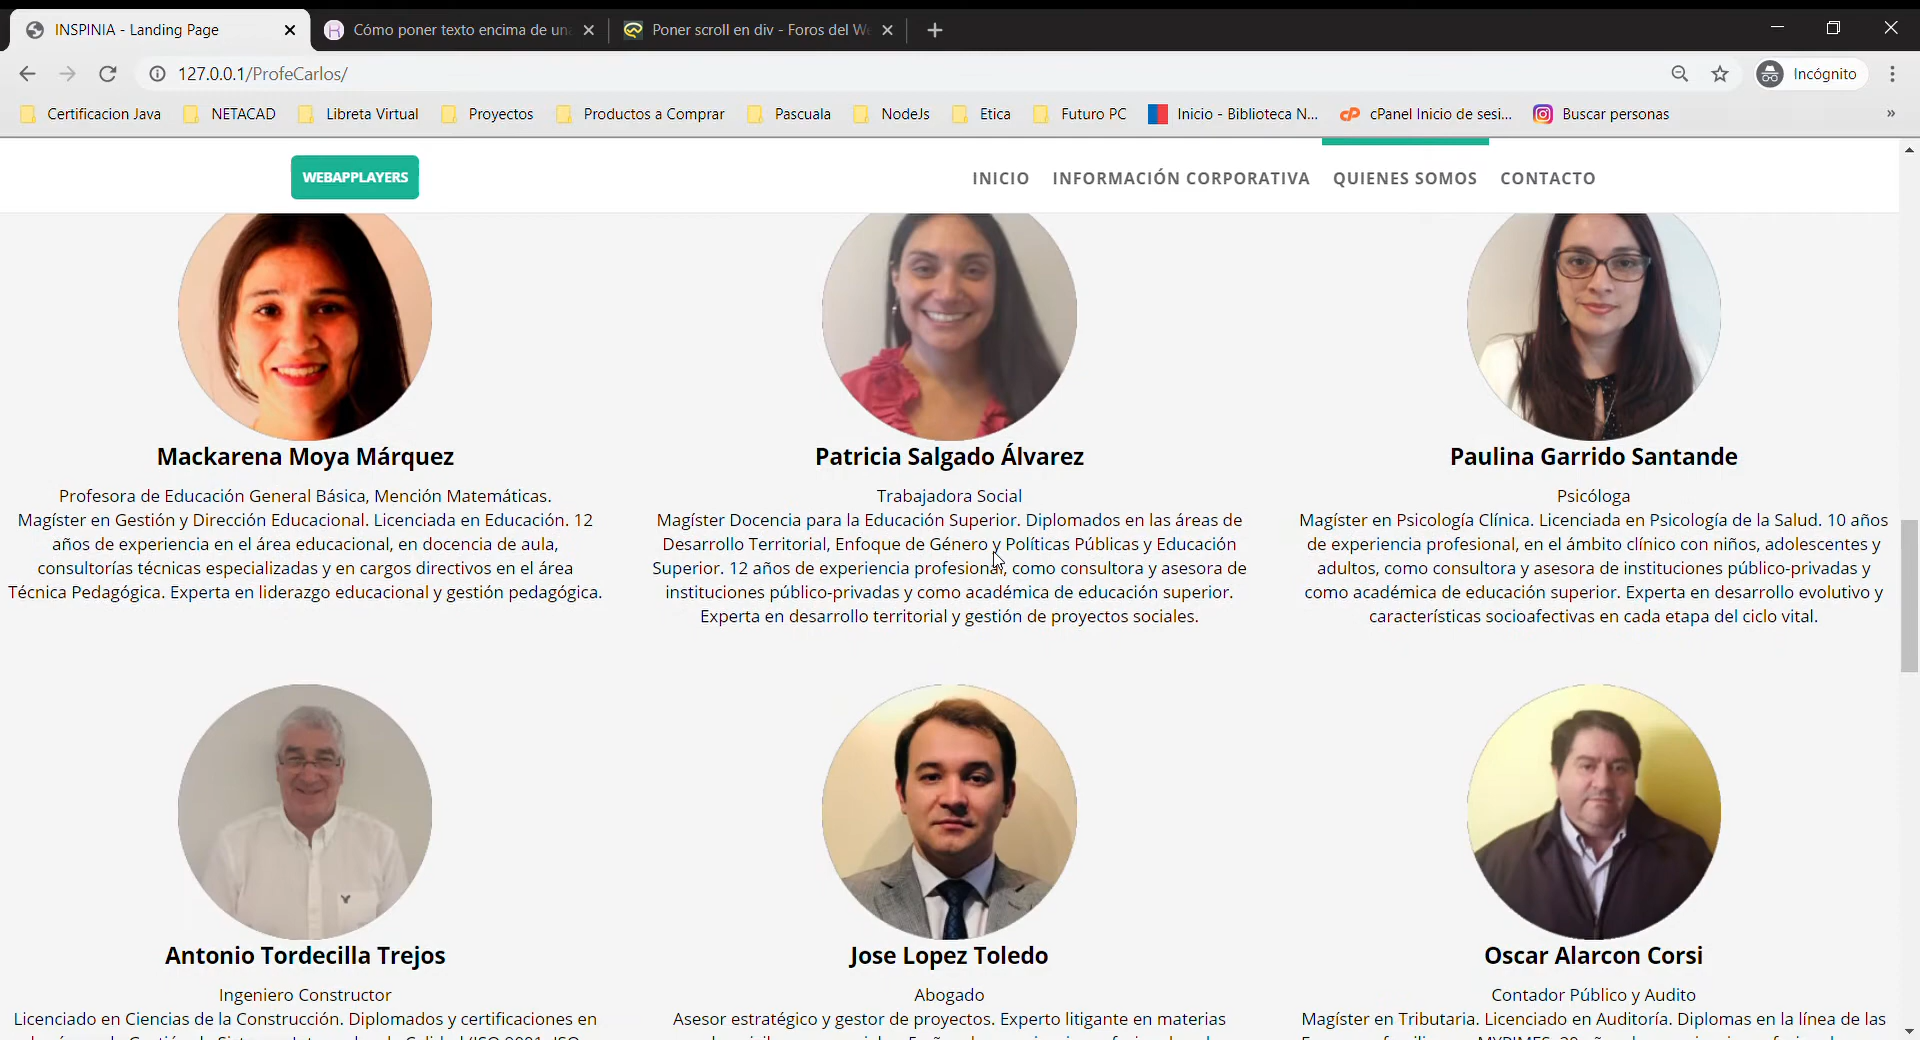 INSPINIA - Landing Page
Cómo poner texto encima de un
Poner scroll en div - Foros del W
127.0.0.1/ProfeCarlos/
Incógnito
Certificacion Java
NETACAD
Libreta Virtual
Proyectos
Productos a Comprar
Pascuala
NodeJs
Etica
Futuro PC
Inicio - Biblioteca N...
cPanel Inicio de sesi...
Buscar personas
»
WEBAPPLAYERS
INICIO
INFORMACIÓN CORPORATIVA
QUIENES SOMOS
CONTACTO
Mackarena Moya Márquez
Profesora de Educación General Básica, Mención Matemáticas.
Magíster en Gestión y Dirección Educacional. Licenciada en Educación. 12
años de experiencia en el área educacional, en docencia de aula,
consultorías técnicas especializadas y en cargos directivos en el área
Técnica Pedagógica. Experta en liderazgo educacional y gestión pedagógica.
Patricia Salgado Álvarez
Trabajadora Social
Magíster Docencia para la Educación Superior. Diplomados en las áreas de
Desarrollo Territorial, Enfoque de Género y Políticas Públicas y Educación
Superior. 12 años de experiencia profesional, como consultora y asesora de
instituciones público-privadas y como académica de educación superior.
Experta en desarrollo territorial y gestión de proyectos sociales.
Paulina Garrido Santande
Psicóloga
Magíster en Psicología Clínica. Licenciada en Psicología de la Salud. 10 años
de experiencia profesional, en el ámbito clínico con niños, adolescentes y
adultos, como consultora y asesora de instituciones público-privadas y
como académica de educación superior. Experta en desarrollo evolutivo y
características socioafectivas en cada etapa del ciclo vital.
Antonio Tordecilla Trejos
Ingeniero Constructor
Licenciado en Ciencias de la Construcción. Diplomados y certificaciones en
Jose Lopez Toledo
Abogado
Asesor estratégico y gestor de proyectos. Experto litigante en materias
Oscar Alarcon Corsi
Contador Público y Audito
Magíster en Tributaria. Licenciado en Auditoría. Diplomas en la línea de las